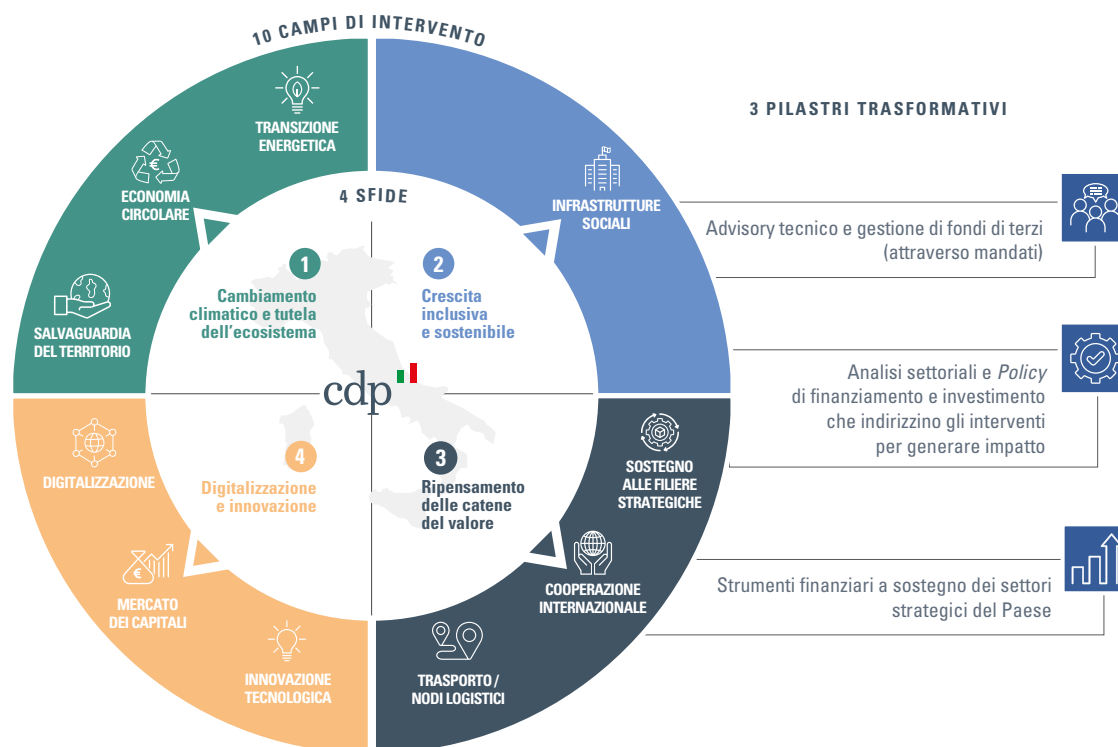 10 CAMPI DI INTERVENTO
TRANSIZIONE
ENERGETICA
ECONOMIA
CIRCOLARE
SALVAGUARDIA
DEL TERRITORIO
INFRASTRUTTURE
SOCIALI
4 SFIDE
1
Cambiamento
climatico e tutela
dell'ecosistema
2
Crescita
inclusiva
e sostenibile
cdp
4
Digitalizzazione
e innovazione
3
Ripensamento
delle catene
del valore
DIGITALIZZAZIONE
MERCATO
DEI CAPITALI
INNOVAZIONE
TECNOLOGICA
SOSTEGNO
ALLE FILIERE
STRATEGICHE
COOPERAZIONE
INTERNAZIONALE
TRASPORTO /
NODI LOGISTICI
3 PILASTRI TRASFORMATIVI
Advisory tecnico e gestione di fondi di terzi
(attraverso mandati)
Analisi settoriali e Policy
di finanziamento e investimento
che indirizzino gli interventi
per generare impatto
Strumenti finanziari a sostegno dei settori
strategici del Paese